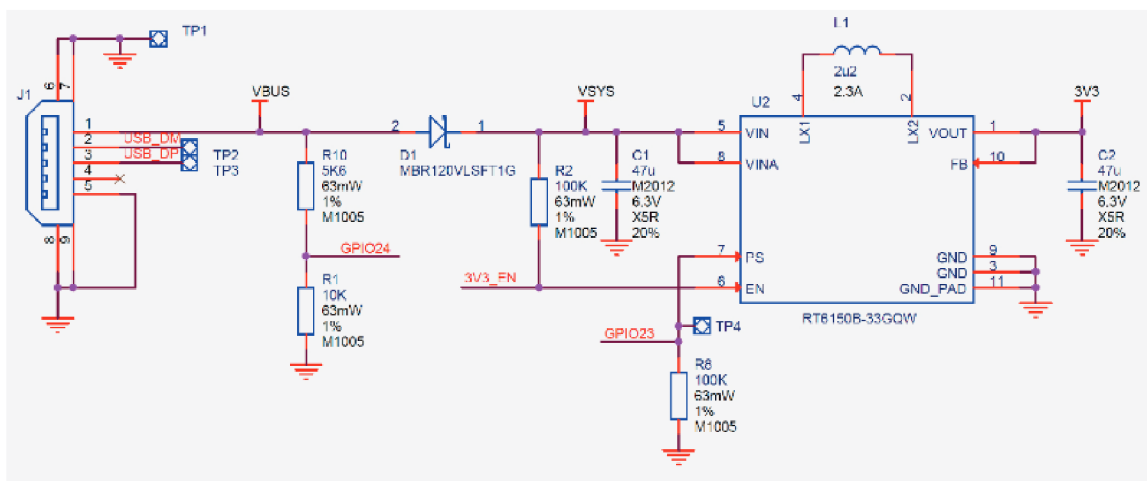 TP1
J1
6
7
1
2
3
4
5
8
9
USB_DM
USB_DP
TP2
TP3
VBUS
R10
5K6
63mW
1%
M1005
GPIO24
R1
10K
63mW
1%
M1005
2
1
D1
MBR120VLSFT1G
VSYS
R2
100K
63mW
1%
M1005
C1
47u
M2012
6.3V
X5R
20%
3V3_EN
GPIO23
TP4
R8
100K
63mW
1%
M1005
L1
2u2
2.3A
4
2
U2
LX1
LX2
5
VIN
8
VINA
7
PS
6
EN
VOUT
1
FB
10
GND
9
GND
3
GND_PAD
11
RT6150B-33GQW
3V3
C2
47u
M2012
6.3V
X5R
20%